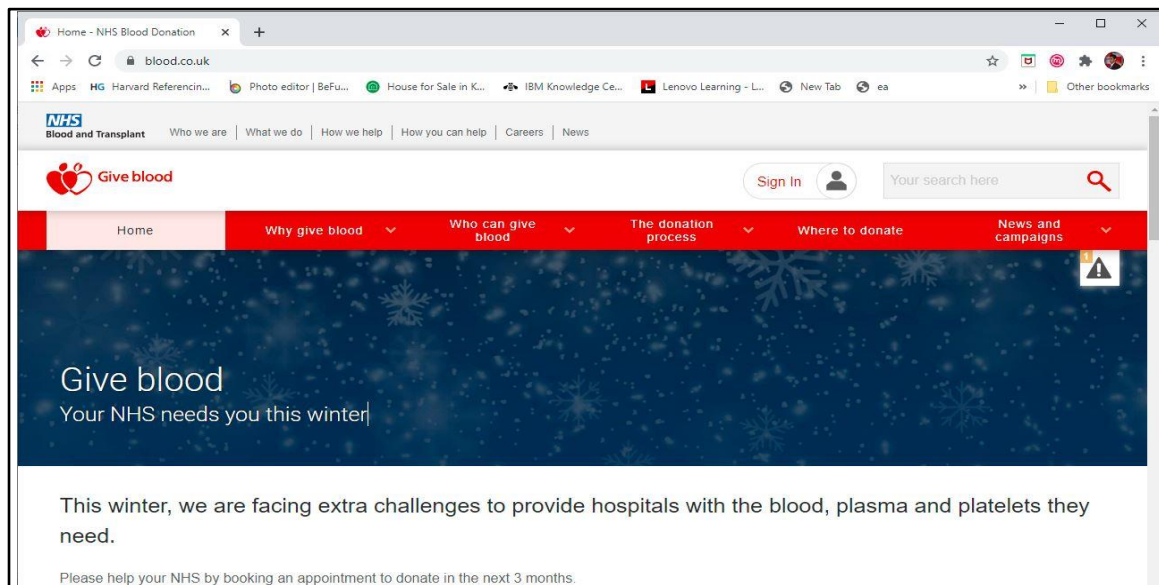 Home - NHS Blood Donation
blood.co.uk
Apps HG Harvard Referencin... Photo editor | BeFu... House for Sale in K... IBM Knowledge Ce... Lenovo Learning - L... New Tab ea » Other bookmarks
NHS
Blood and Transplant Who we are What we do How we help How you can help Careers News
Give blood Sign In Your search here
Home Why give blood Who can give blood The donation process Where to donate News and campaigns
1
Give blood
Your NHS needs you this winter
This winter, we are facing extra challenges to provide hospitals with the blood, plasma and platelets they
need.
Please help your NHS by booking an appointment to donate in the next 3 months.